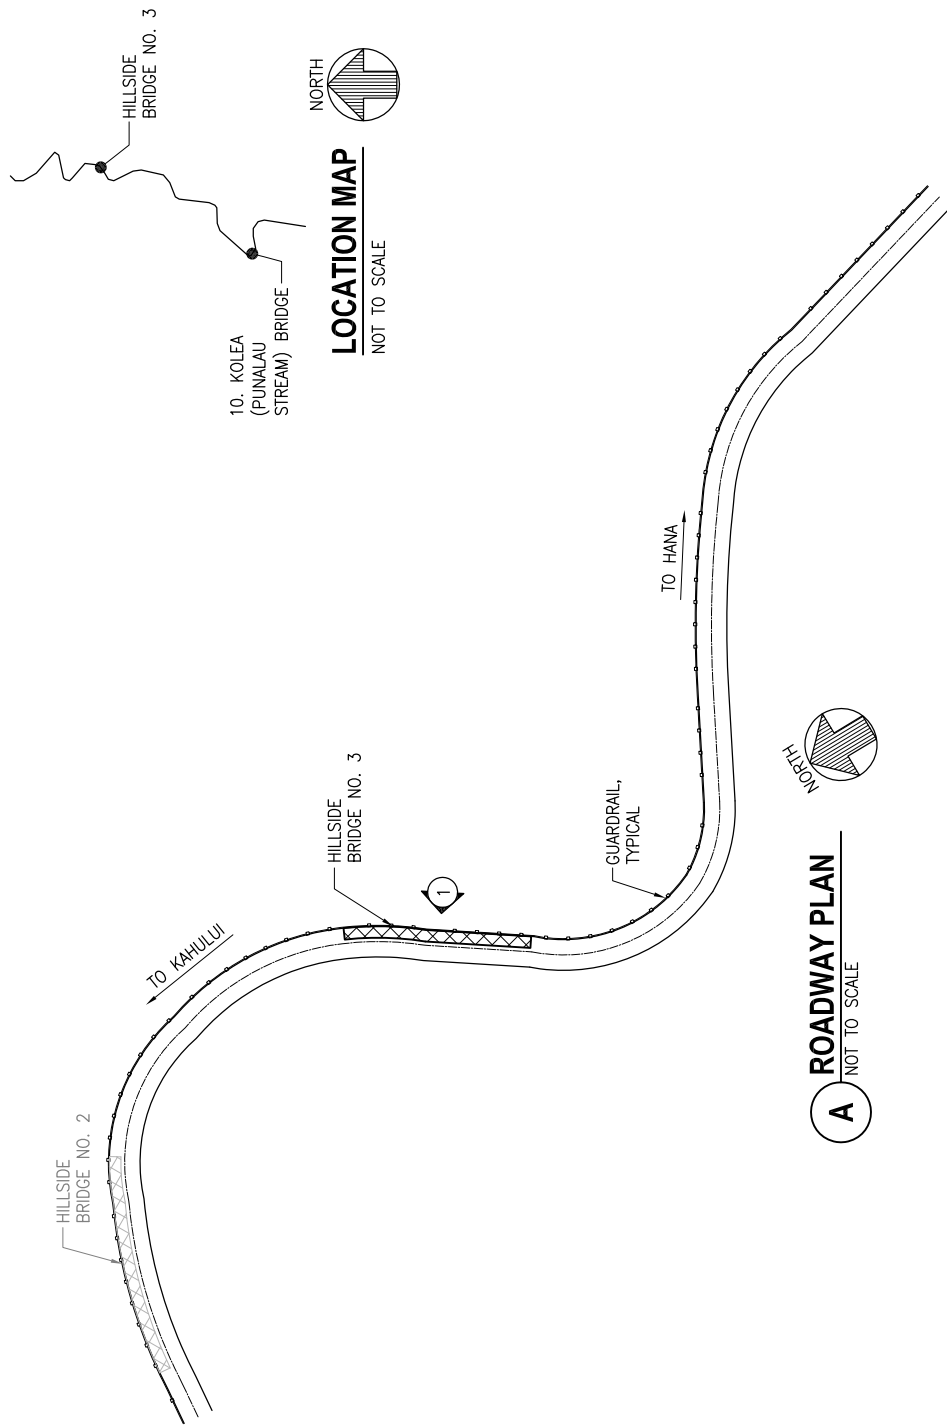 HILLSIDE
BRIDGE NO. 2
TO KAHULUI
HILLSIDE
BRIDGE NO. 3
1
GUARDRAIL,
TYPICAL
TO HANA
10. KOLEA
(PUNALAU
STREAM) BRIDGE
HILLSIDE
BRIDGE NO. 3
LOCATION MAP
NOT TO SCALE
NORTH
A
ROADWAY PLAN
NOT TO SCALE
NORTH